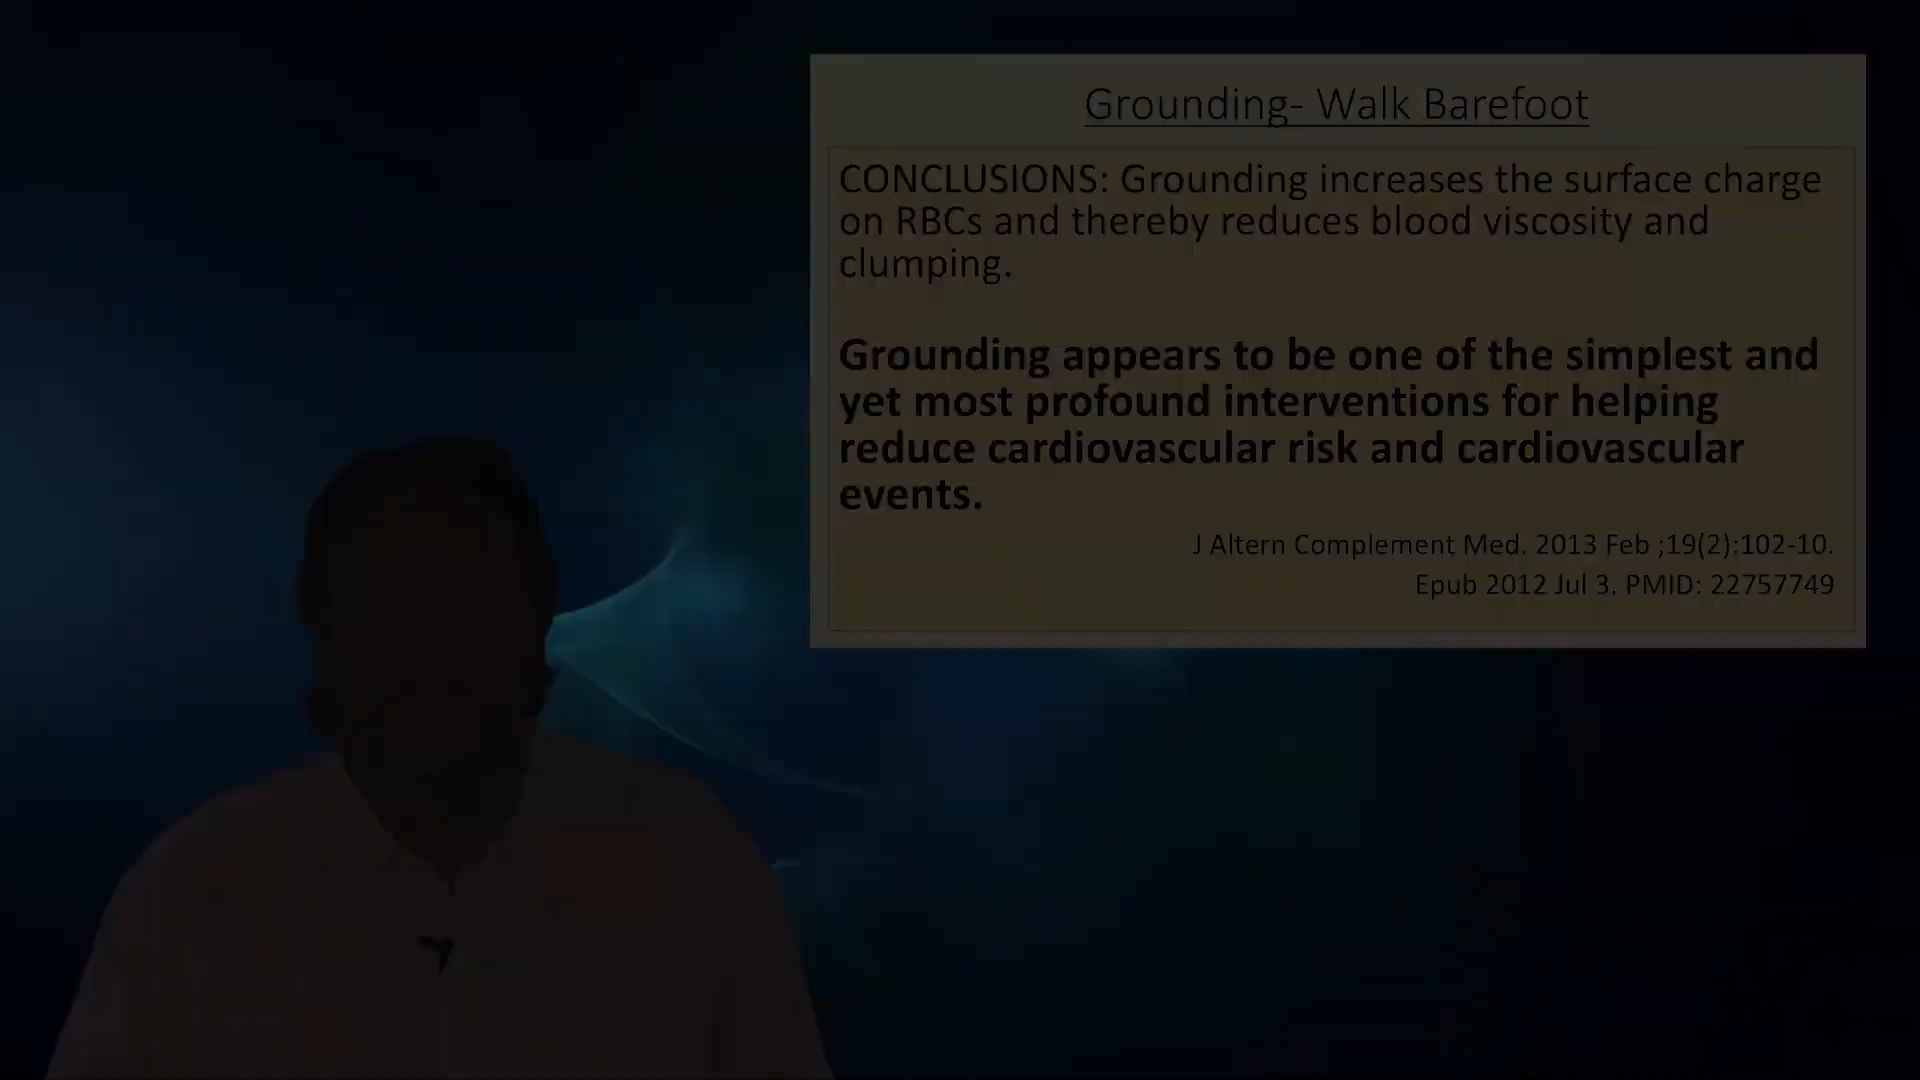 Grounding- Walk Barefoot
CONCLUSIONS: Grounding increases the surface charge
on RBCs and thereby reduces blood viscosity and
clumping.
Grounding appears to be one of the simplest and
yet most profound interventions for helping
reduce cardiovascular risk and cardiovascular
events.
J Altern Complement Med. 2013 Feb ;19(2):102-10.
Epub 2012 Jul 3. PMID: 22757749